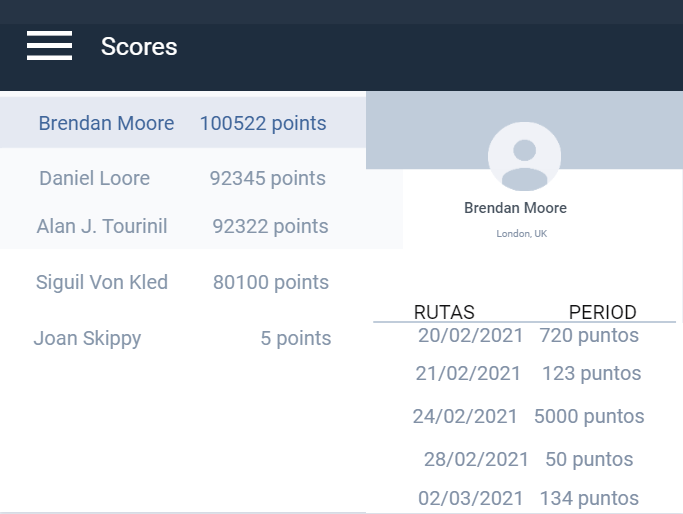 Scores
Brendan Moore 100522 points
Daniel Loore 92345 points
Alan J. Tourinil 92322 points
Siguil Von Kled 80100 points
Joan Skippy 5 points
Brendan Moore
London, UK
RUTAS PERIOD
20/02/2021 720 puntos
21/02/2021 123 puntos
24/02/2021 5000 puntos
28/02/2021 50 puntos
02/03/2021 134 puntos